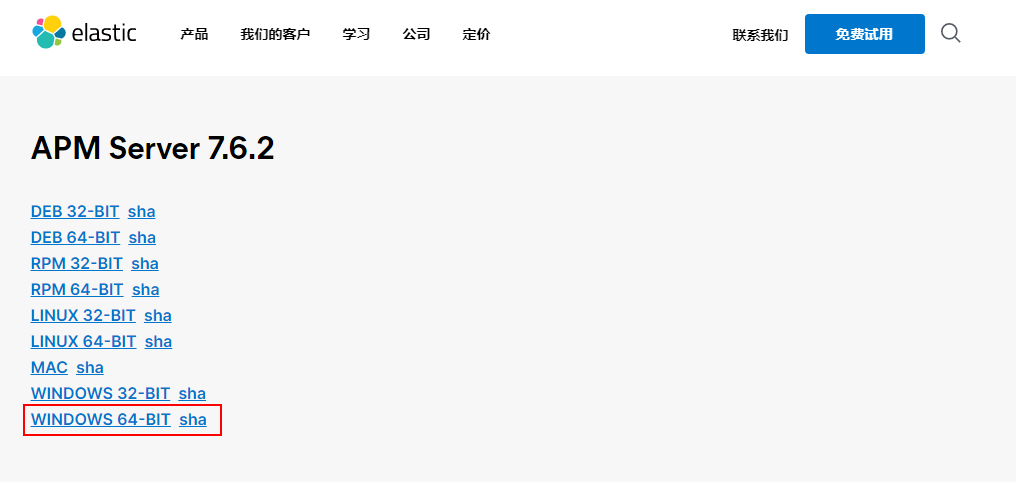 elastic 产品 我们的客户 学习 公司 定价 联系我们 免费试用
APM Server 7.6.2
DEB 32-BIT sha
DEB 64-BIT sha
RPM 32-BIT sha
RPM 64-BIT sha
LINUX 32-BIT sha
LINUX 64-BIT sha
MAC sha
WINDOWS 32-BIT sha
WINDOWS 64-BIT sha